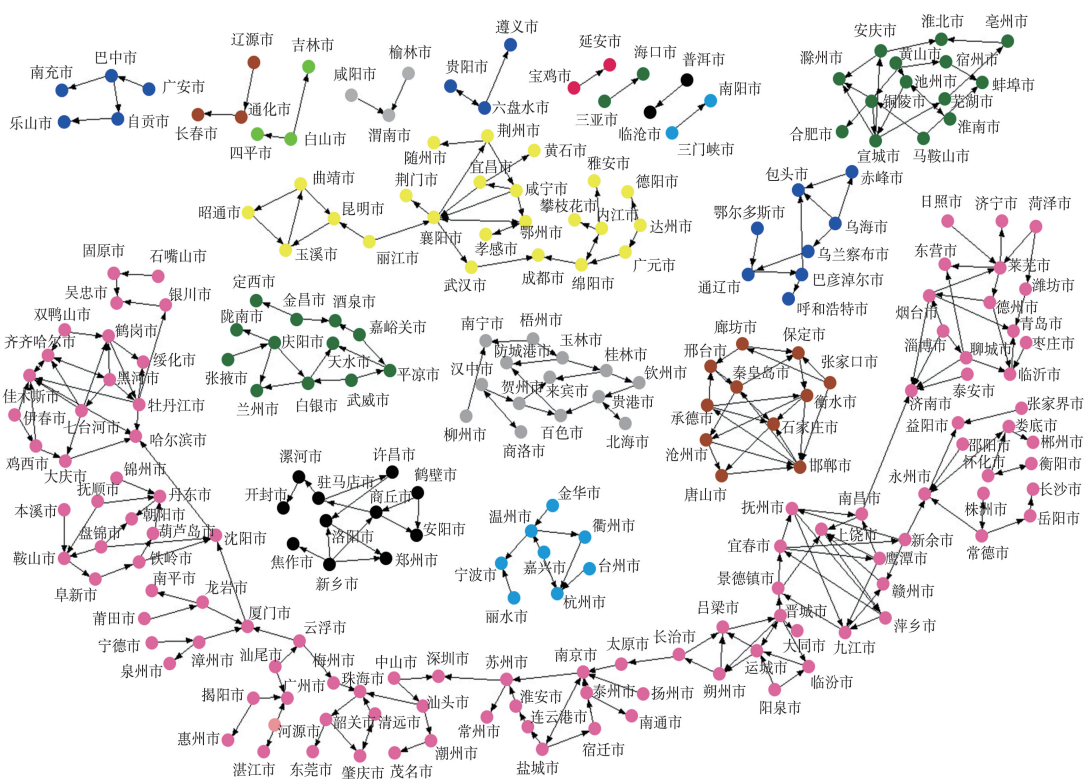 巴中市
南充市
广安市
乐山市
自贡市
辽源市
吉林市
长春市
通化市
四平市
白山市
榆林市
咸阳市
渭南市
遵义市
贵阳市
六盘水市
延安市
宝鸡市
海口市
三亚市
普洱市
临沧市
南阳市
三门峡市
淮北市
亳州市
安庆市
黄山市
宿州市
滁州市
池州市
蚌埠市
铜陵市
芜湖市
合肥市
淮南市
宣城市
马鞍山市
曲靖市
昭通市
昆明市
玉溪市
丽江市
荆州市
随州市
黄石市
宜昌市
荆门市
咸宁市
襄阳市
鄂州市
孝感市
武汉市
成都市
雅安市
德阳市
攀枝花市
内江市
达州市
广元市
绵阳市
包头市
赤峰市
鄂尔多斯市
乌海市
乌兰察布市
通辽市
巴彦淖尔市
呼和浩特市
日照市
济宁市
菏泽市
东营市
莱芜市
潍坊市
烟台市
德州市
青岛市
淄博市
聊城市
枣庄市
济南市
泰安市
临沂市
固原市
石嘴山市
吴忠市
银川市
双鸭山市
鹤岗市
齐齐哈尔市
绥化市
佳木斯市
黑河市
牡丹江市
伊春市
七台河市
哈尔滨市
鸡西市
大庆市
定西市
金昌市
酒泉市
陇南市
庆阳市
嘉峪关市
天水市
张掖市
平凉市
兰州市
白银市
武威市
南宁市
梧州市
防城港市
玉林市
汉中市
桂林市
贺州市
来宾市
钦州市
贵港市
柳州市
商洛市
百色市
北海市
廊坊市
保定市
邢台市
张家口市
秦皇岛市
衡水市
承德市
石家庄市
沧州市
邯郸市
唐山市
张家界市
益阳市
娄底市
邵阳市
郴州市
怀化市
衡阳市
永州市
长沙市
株洲市
岳阳市
常德市
锦州市
抚顺市
丹东市
本溪市
朝阳市
盘锦市
葫芦岛市
沈阳市
鞍山市
铁岭市
阜新市
漯河市
许昌市
开封市
驻马店市
鹤壁市
商丘市
洛阳市
安阳市
焦作市
郑州市
新乡市
金华市
温州市
衢州市
宁波市
嘉兴市
台州市
丽水市
杭州市
抚州市
南昌市
宜春市
上饶市
新余市
鹰潭市
景德镇市
赣州市
萍乡市
九江市
南平市
龙岩市
莆田市
厦门市
宁德市
漳州市
泉州市
云浮市
汕尾市
梅州市
中山市
深圳市
揭阳市
广州市
珠海市
汕头市
河源市
韶关市
清远市
惠州市
湛江市
东莞市
肇庆市
茂名市
潮州市
苏州市
南京市
太原市
淮安市
泰州市
扬州市
常州市
连云港市
南通市
盐城市
宿迁市
长治市
吕梁市
晋城市
大同市
运城市
朔州市
临汾市
阳泉市